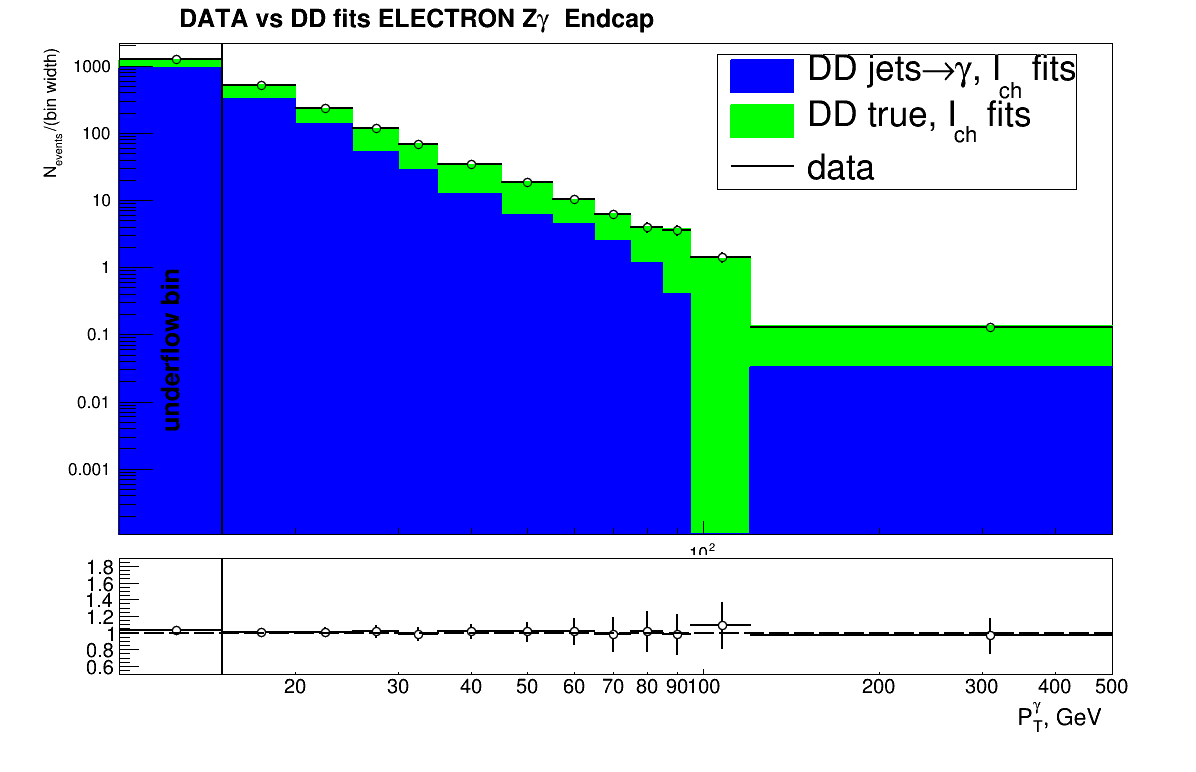 DATA vs DD fits ELECTRON Zγ Endcap
N_events/(bin width)
1000
100
10
1
0.1
0.01
0.001
DD jets→γ, I_ch fits
DD true, I_ch fits
data
underflow bin
10²
1.8
1.6
1.4
1.2
1
0.8
0.6
20 30 40 50 60 70 80 90 100 200 300 400 500
P_T^γ, GeV